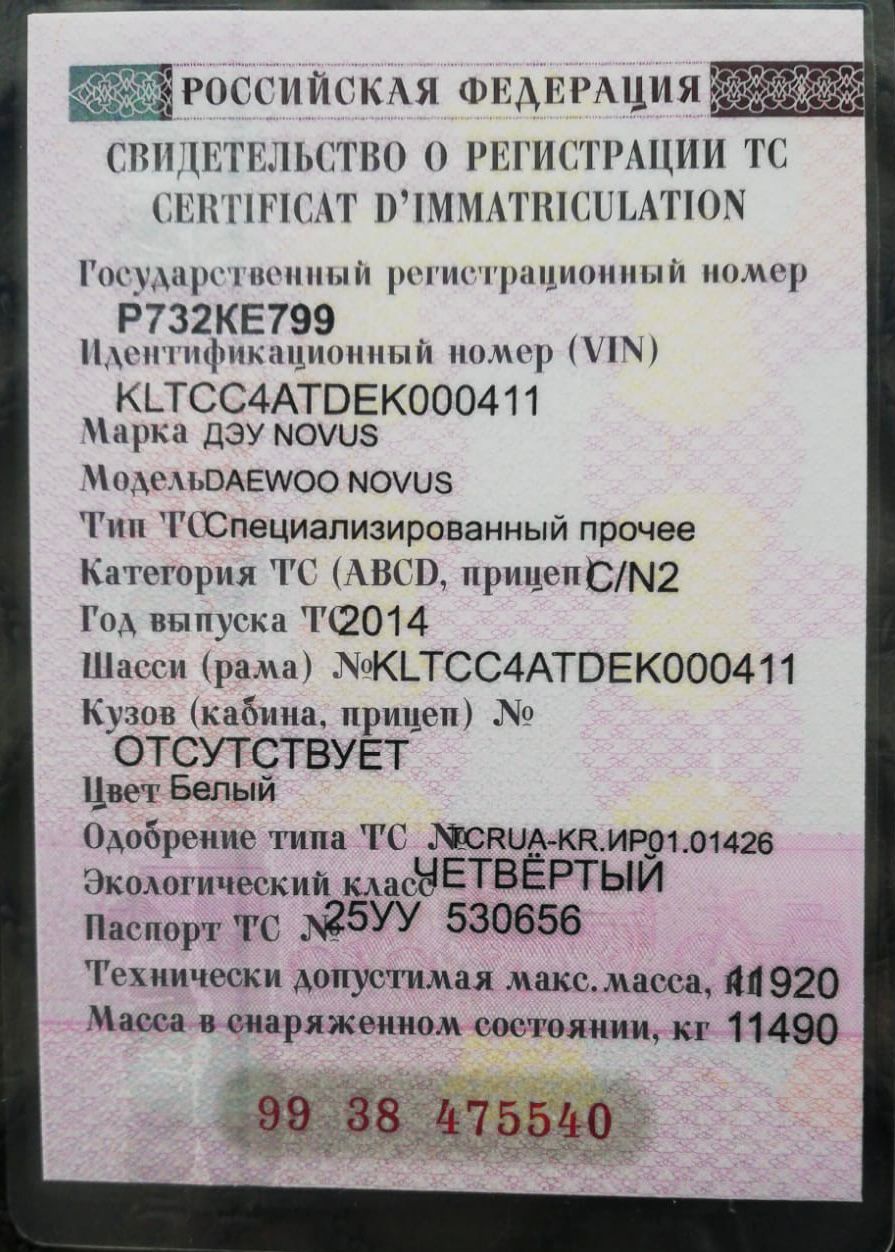 РОССИЙСКАЯ ФЕДЕРАЦИЯ
СВИДЕТЕЛЬСТВО О РЕГИСТРАЦИИ ТС
CERTIFICAT D'IMMATRICULATION
Государственный регистрационный номер
Р732КЕ799
Идентификационный номер (VIN)
KLTCC4ATDEK000411
Марка ДЭУ NOVUS
Модель DAEWOO NOVUS
Тип ТС Специализированный прочее
Категория ТС (ABCD, прицеп) C/N2
Год выпуска ТС 2014
Шасси (рама) № KLTCC4ATDEK000411
Кузов (кабина, прицеп) №
ОТСУТСТВУЕТ
Цвет Белый
Одобрение типа ТС № TCRUA-KR.ИР01.01426
Экологический класс ЧЕТВЁРТЫЙ
Паспорт ТС № 25УУ 530656
Технически допустимая макс.масса, 11920
Масса в снаряженном состоянии, кг 11490
99 38 475540